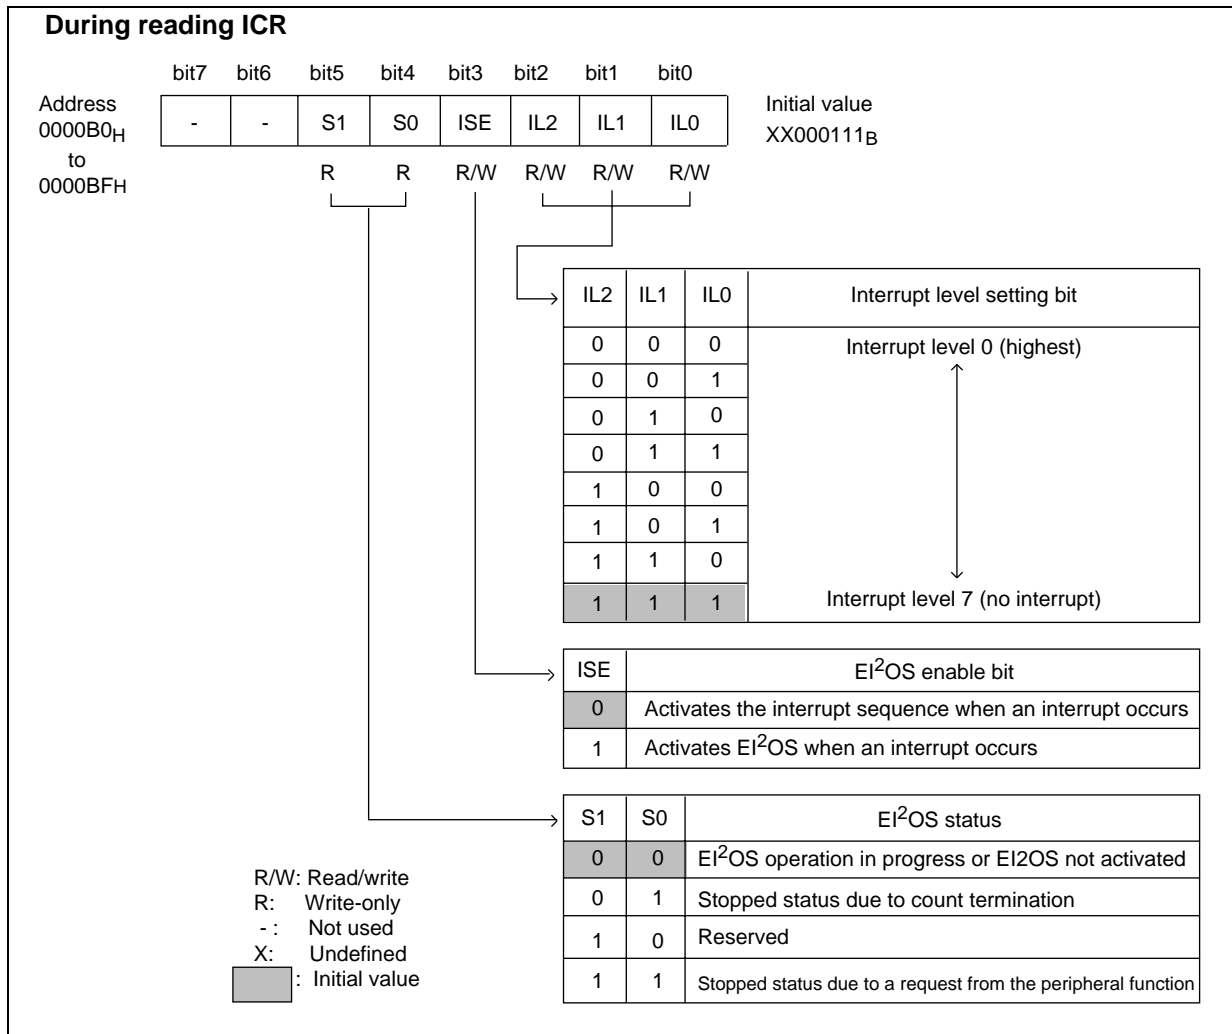 During reading ICR
bit7 bit6 bit5 bit4 bit3 bit2 bit1 bit0
Address
0000B0H
to
0000BFH
- - S1 S0 ISE IL2 IL1 IL0
Initial value
XX000111B
R R R/W R/W R/W R/W
IL2 IL1 IL0 Interrupt level setting bit
0 0 0 Interrupt level 0 (highest)
0 0 1
0 1 0
0 1 1
1 0 0
1 0 1
1 1 0
1 1 1 Interrupt level 7 (no interrupt)
ISE EI2OS enable bit
0 Activates the interrupt sequence when an interrupt occurs
1 Activates EI2OS when an interrupt occurs
S1 S0 EI2OS status
0 0 EI2OS operation in progress or EI2OS not activated
0 1 Stopped status due to count termination
1 0 Reserved
1 1 Stopped status due to a request from the peripheral function
R/W: Read/write
R: Write-only
- : Not used
X: Undefined
: Initial value